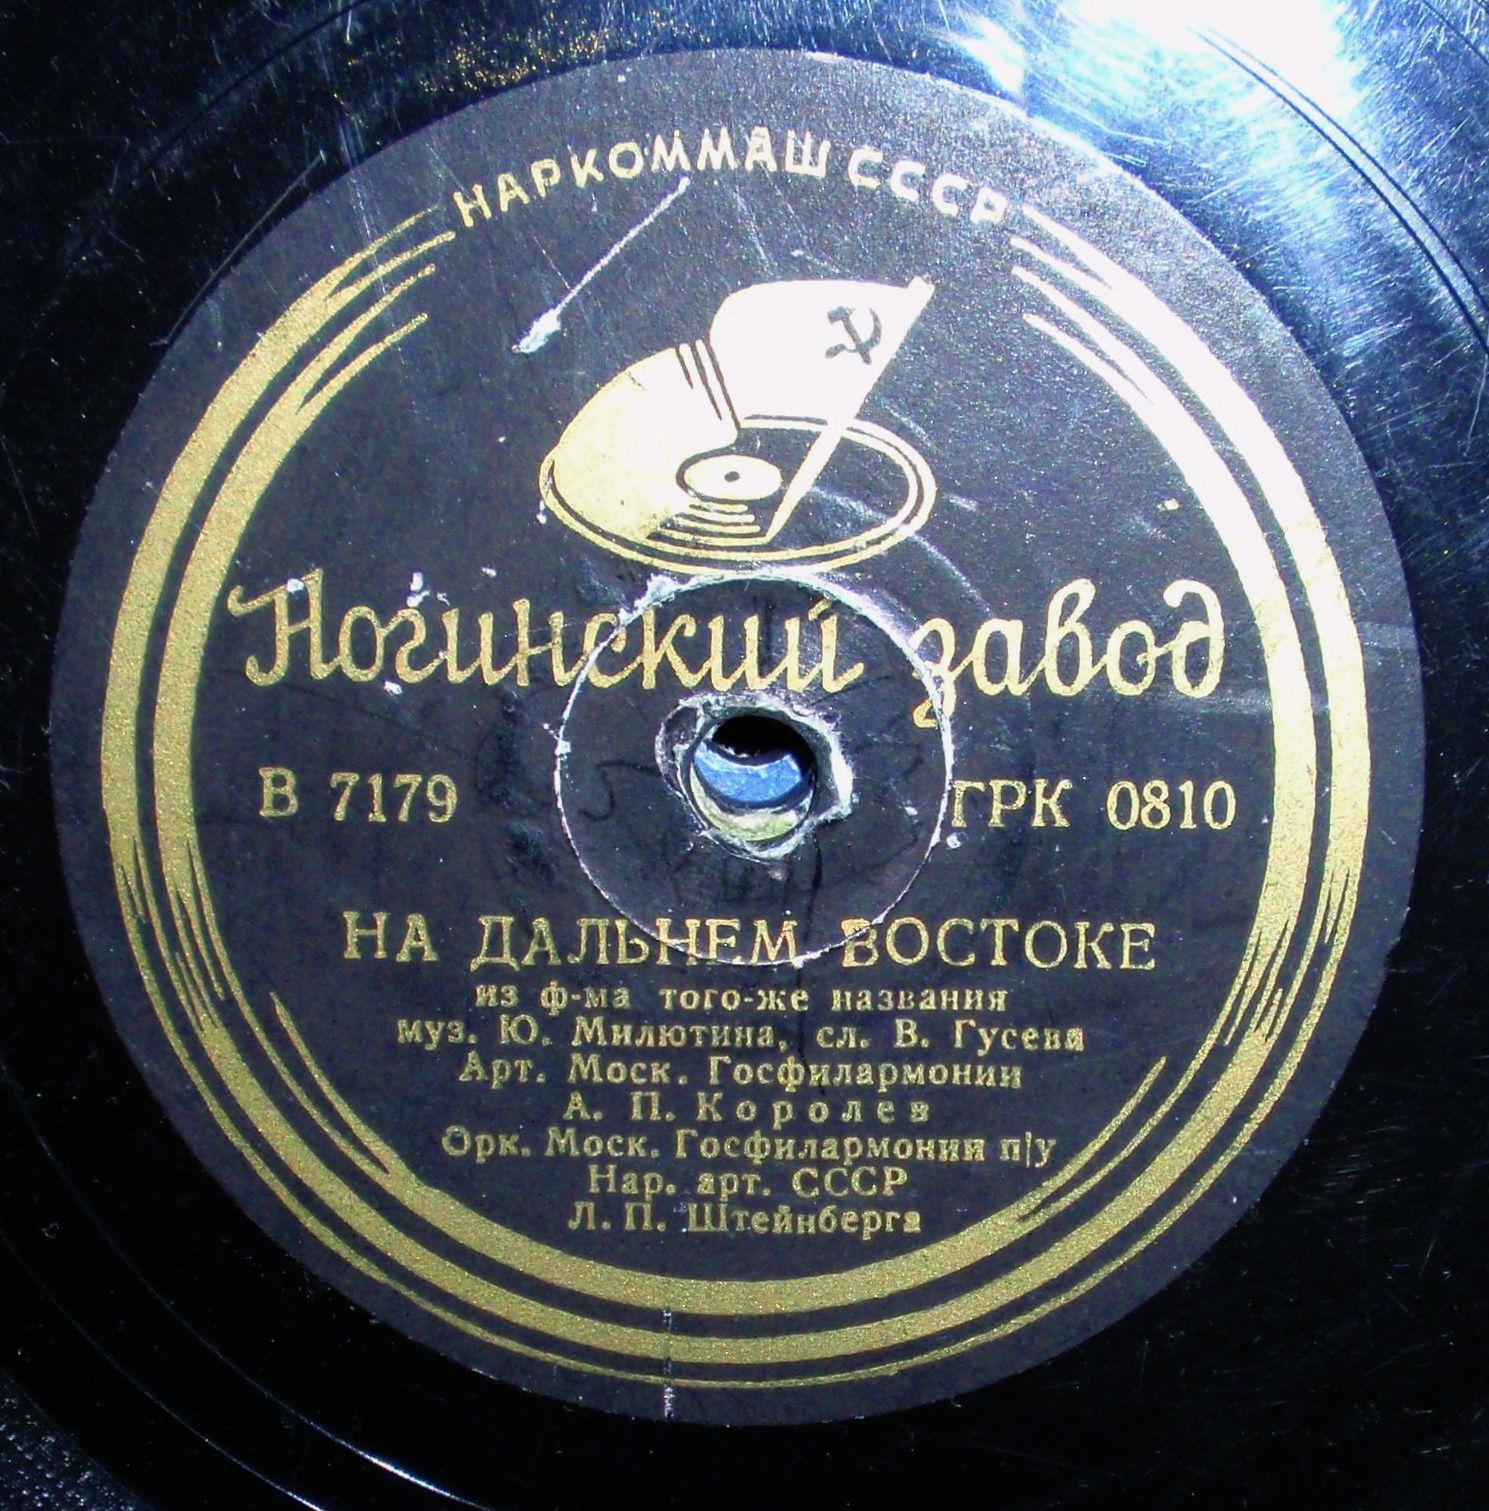 НАРКОММАШ СССР
Ногинский завод
В 7179 ГРК 0810
НА ДАЛЬНЕМ ВОСТОКЕ
из ф-ма того-же названия
муз. Ю. Милютина, сл. В. Гусева
Арт. Моск. Госфилармонии
А. П. Королев
Орк. Моск. Госфилармонии п/у
Нар. арт. СССР
Л. П. Штейнберга